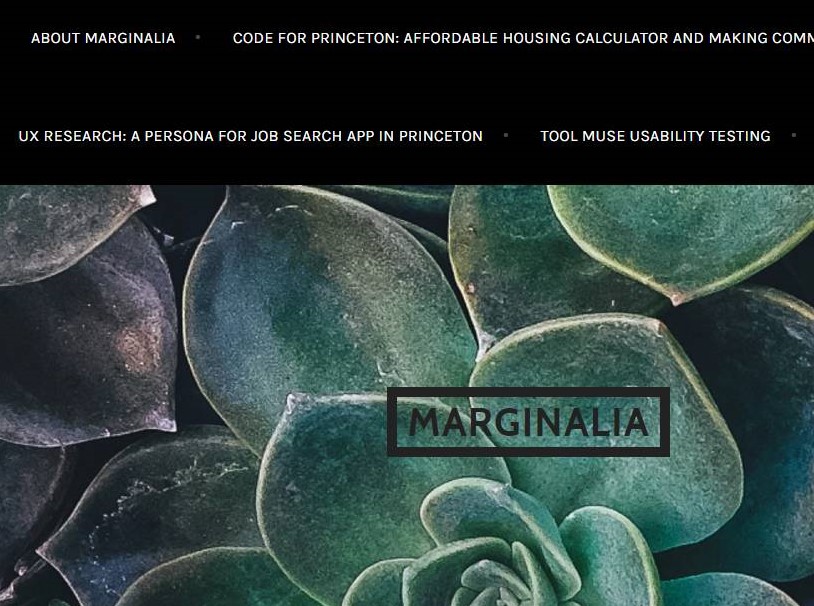 ABOUT MARGINALIA • CODE FOR PRINCETON: AFFORDABLE HOUSING CALCULATOR AND MAKING
UX RESEARCH: A PERSONA FOR JOB SEARCH APP IN PRINCETON • TOOL MUSE USABILITY TESTING •
MARGINALIA